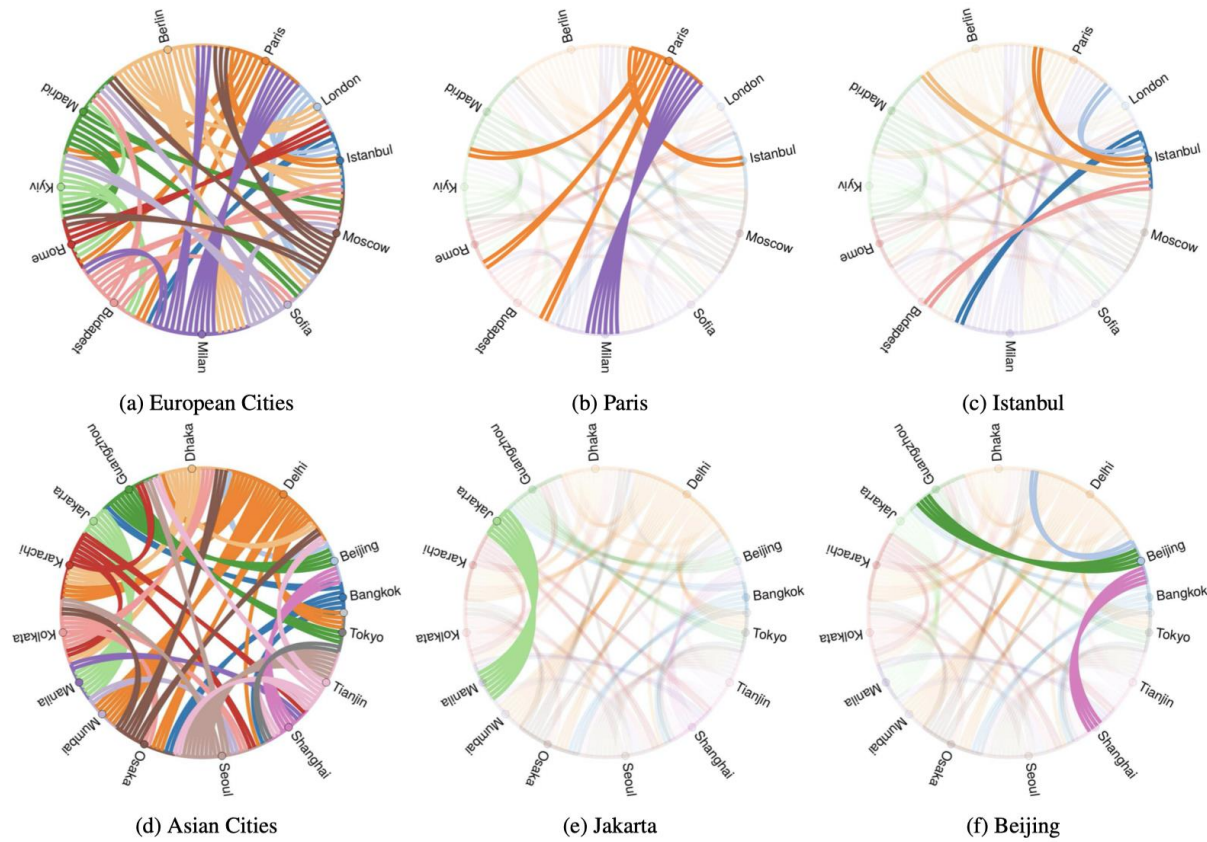 Berlin
Paris
London
Istanbul
Moscow
Sofia
Milan
Budapest
Rome
Kyiv
Madrid
(a) European Cities
Berlin
Paris
London
Istanbul
Moscow
Sofia
Milan
Budapest
Rome
Kyiv
Madrid
(b) Paris
Berlin
Paris
London
Istanbul
Moscow
Sofia
Milan
Budapest
Rome
Kyiv
Madrid
(c) Istanbul
Dhaka
Delhi
Beijing
Bangkok
Tokyo
Tianjin
Shanghai
Seoul
Osaka
Mumbai
Manila
Kolkata
Karachi
Jakarta
Guangzhou
(d) Asian Cities
Dhaka
Delhi
Beijing
Bangkok
Tokyo
Tianjin
Shanghai
Seoul
Osaka
Mumbai
Manila
Kolkata
Karachi
Jakarta
Guangzhou
(e) Jakarta
Dhaka
Delhi
Beijing
Bangkok
Tokyo
Tianjin
Shanghai
Seoul
Osaka
Mumbai
Manila
Kolkata
Karachi
Jakarta
Guangzhou
(f) Beijing